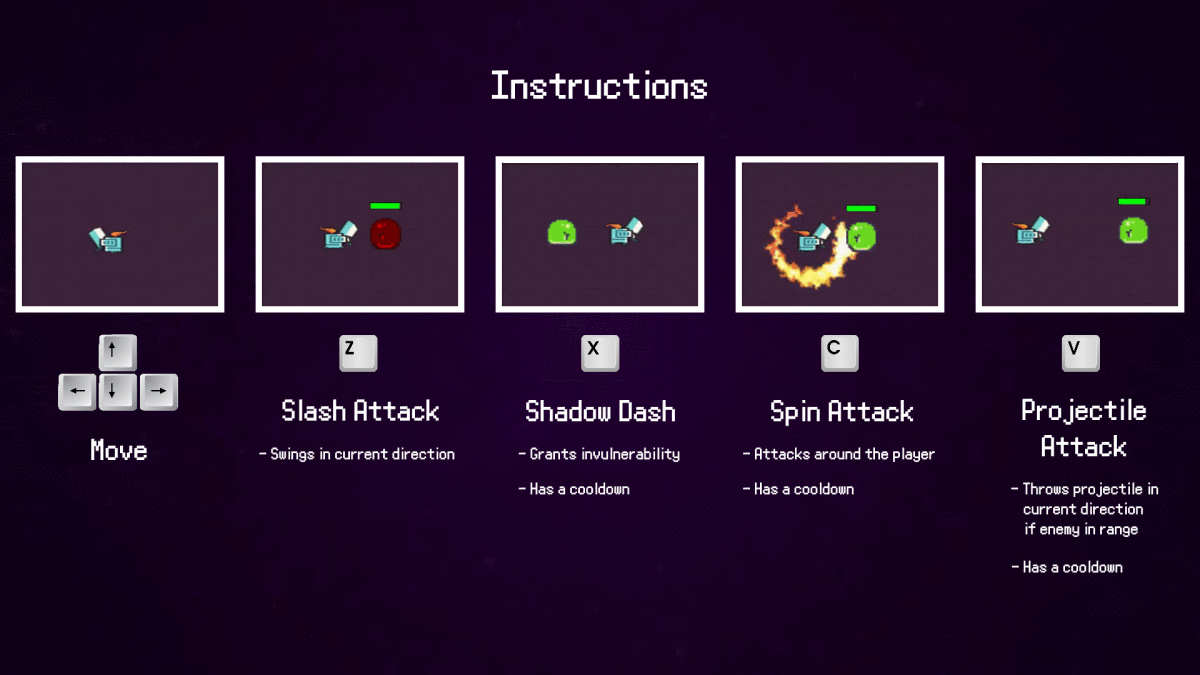 Instructions
↑
← ↓ →
Move
Z
Slash Attack
- Swings in current direction
X
Shadow Dash
- Grants invulnerability
- Has a cooldown
C
Spin Attack
- Attacks around the player
- Has a cooldown
V
Projectile
Attack
- Throws projectile in
current direction
if enemy in range
- Has a cooldown